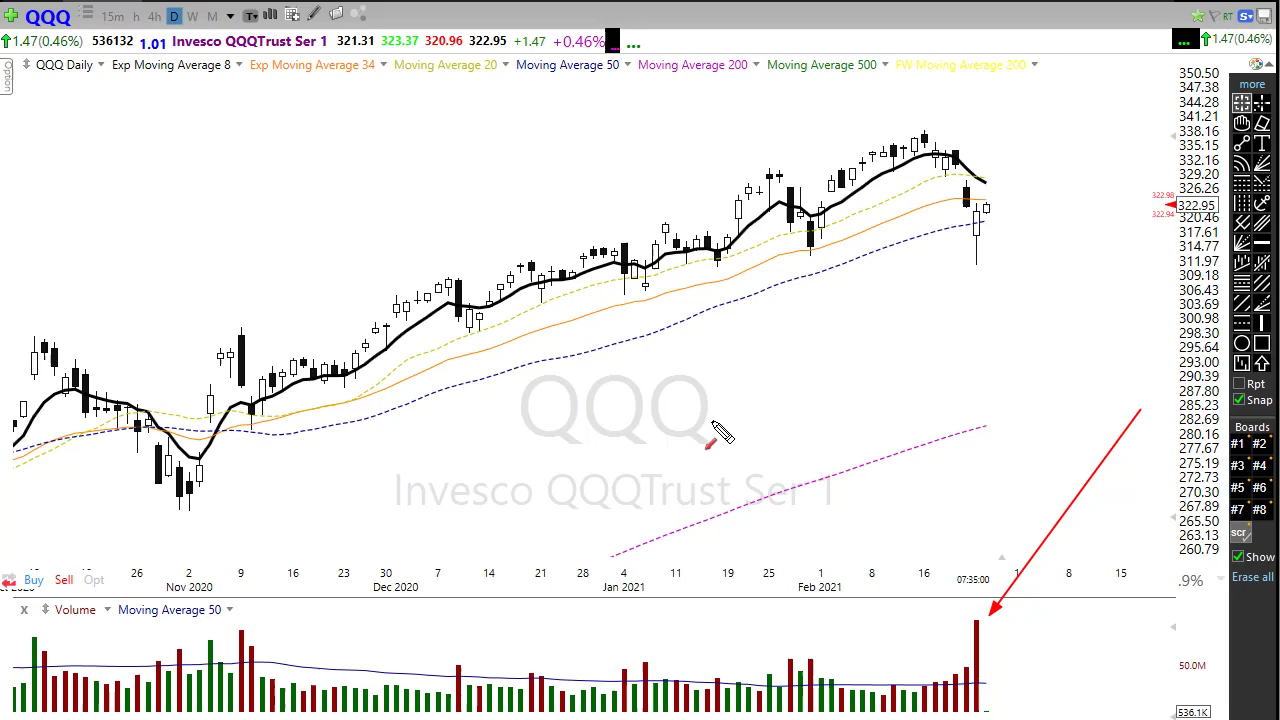 QQQ 15m h 4h D W M T RT S
1.47(0.46%) 536132 1.01 Invesco QQQTrust Ser 1 321.31 323.37 320.96 322.95 +1.47 +0.46% ... ... 1.47(0.46%)
Option
QQQ Daily Exp Moving Average 8 Exp Moving Average 34 Moving Average 20 Moving Average 50 Moving Average 200 Moving Average 500 FW Moving Average 200
350.50
347.38
344.28
341.21
338.16
335.13
332.16
329.20
326.26
322.98
322.95
322.94
320.46
317.61
314.77
311.97
309.18
306.43
303.69
300.98
298.30
295.64
293.00
290.39
287.80
285.23
282.69
280.16
277.67
275.19
272.73
270.30
267.89
265.50
263.13
260.79
more
T
Rpt
Snap
Boards
#1 #2
#3 #4
#5 #6
#7 #8
scr
Show
Erase all
QQQ
Invesco QQQTrust Ser 1
26 2 9 16 23 30 7 14 21 28 4 11 19 25 1 8 16 07:35:00 1 8 15
Nov 2020 Dec 2020 Jan 2021 Feb 2021
Buy Sell Opt
.9%
x Volume Moving Average 50
50.0M
536.1K